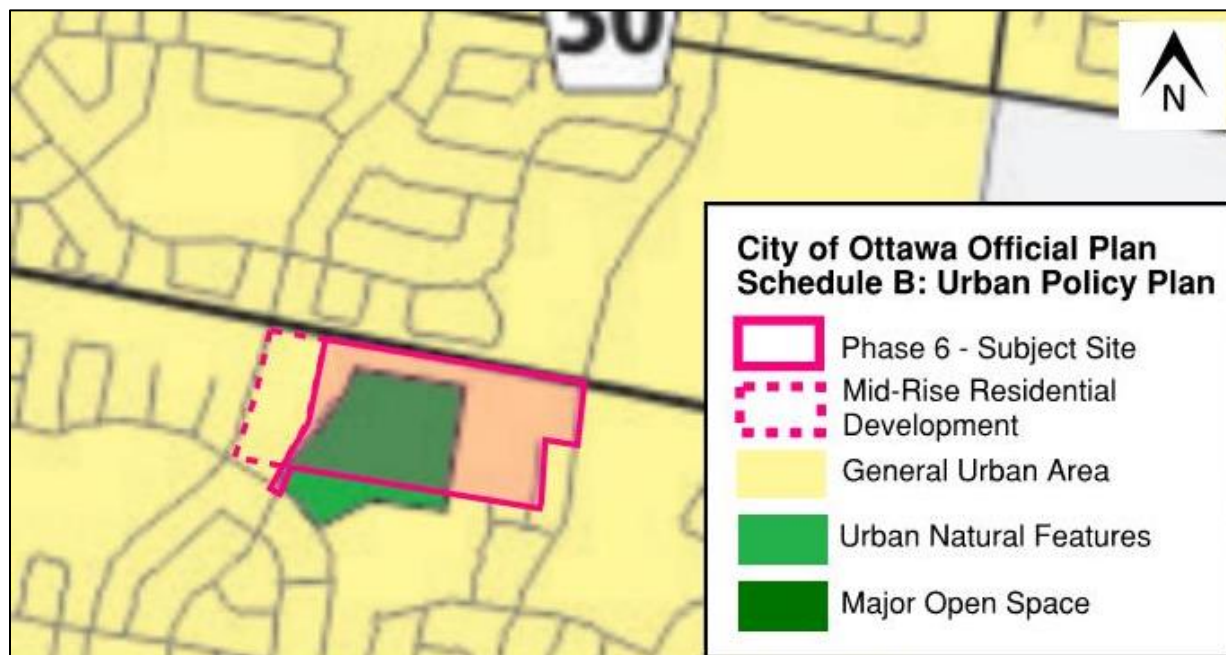 30
N
City of Ottawa Official Plan
Schedule B: Urban Policy Plan
Phase 6 - Subject Site
Mid-Rise Residential
Development
General Urban Area
Urban Natural Features
Major Open Space